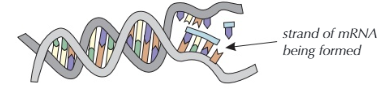 strand of mRNA
being formed